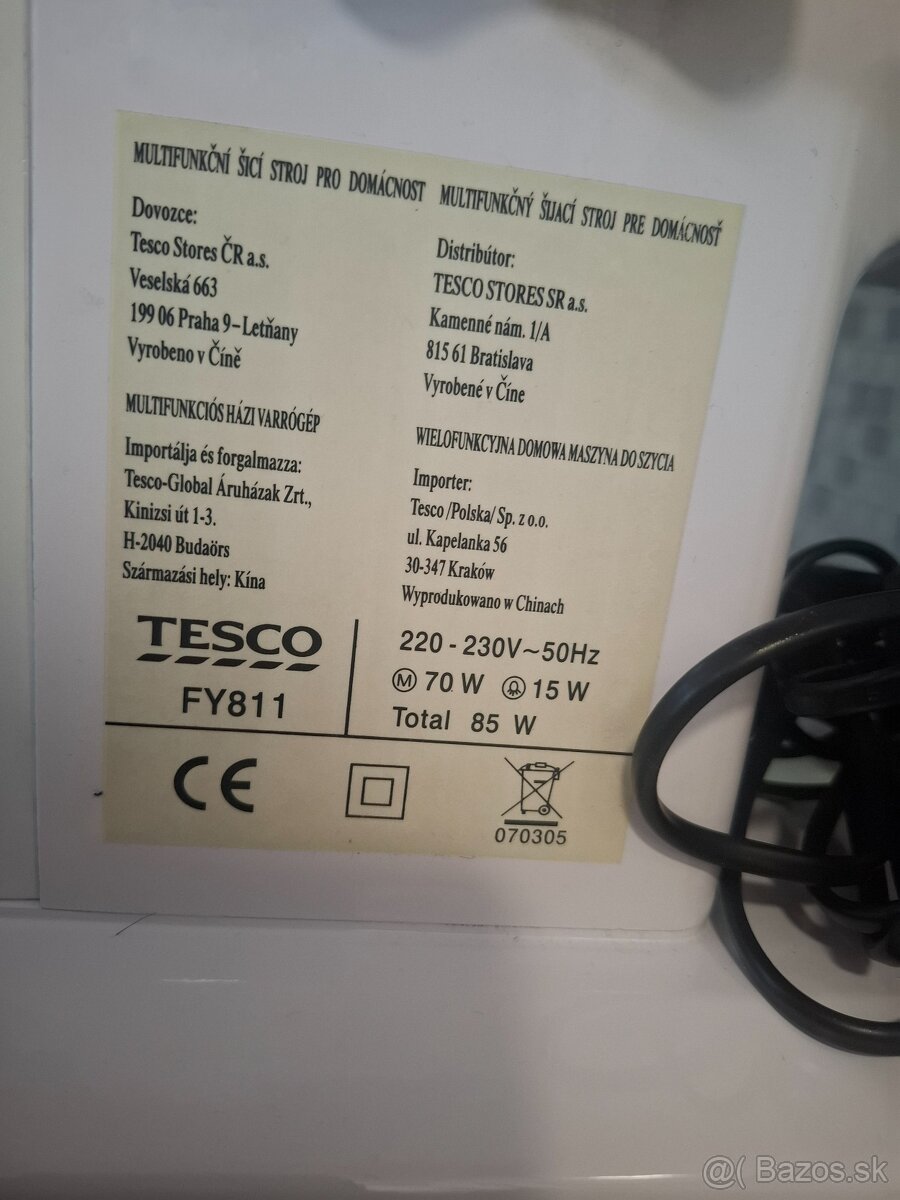 MULTIFUNKČNÍ ŠICÍ STROJ PRO DOMÁCNOST
Dovozce:
Tesco Stores ČR a.s.
Veselská 663
199 06 Praha 9 – Letňany
Vyrobeno v Číně
MULTIFUNKČNÝ ŠIJACÍ STROJ PRE DOMÁCNOSŤ
Distribútor:
TESCO STORES SR a.s.
Kamenné nám. 1/A
815 61 Bratislava
Vyrobené v Číne
MULTIFUNKCIÓS HÁZI VARRÓGÉP
Importálja és forgalmazza:
Tesco-Global Áruházak Zrt.,
Kinizsi út 1-3.
H-2040 Budaörs
Származási hely: Kína
WIELOFUNKCYJNA DOMOWA MASZYNA DO SZYCIA
Importer:
Tesco /Polska/ Sp. z o.o.
ul. Kapelanka 56
30-347 Kraków
Wyprodukowano w Chinach
TESCO
FY811
220 - 230V~50Hz
M 70 W 15 W
Total 85 W
CE
070305
@( Bazos.sk